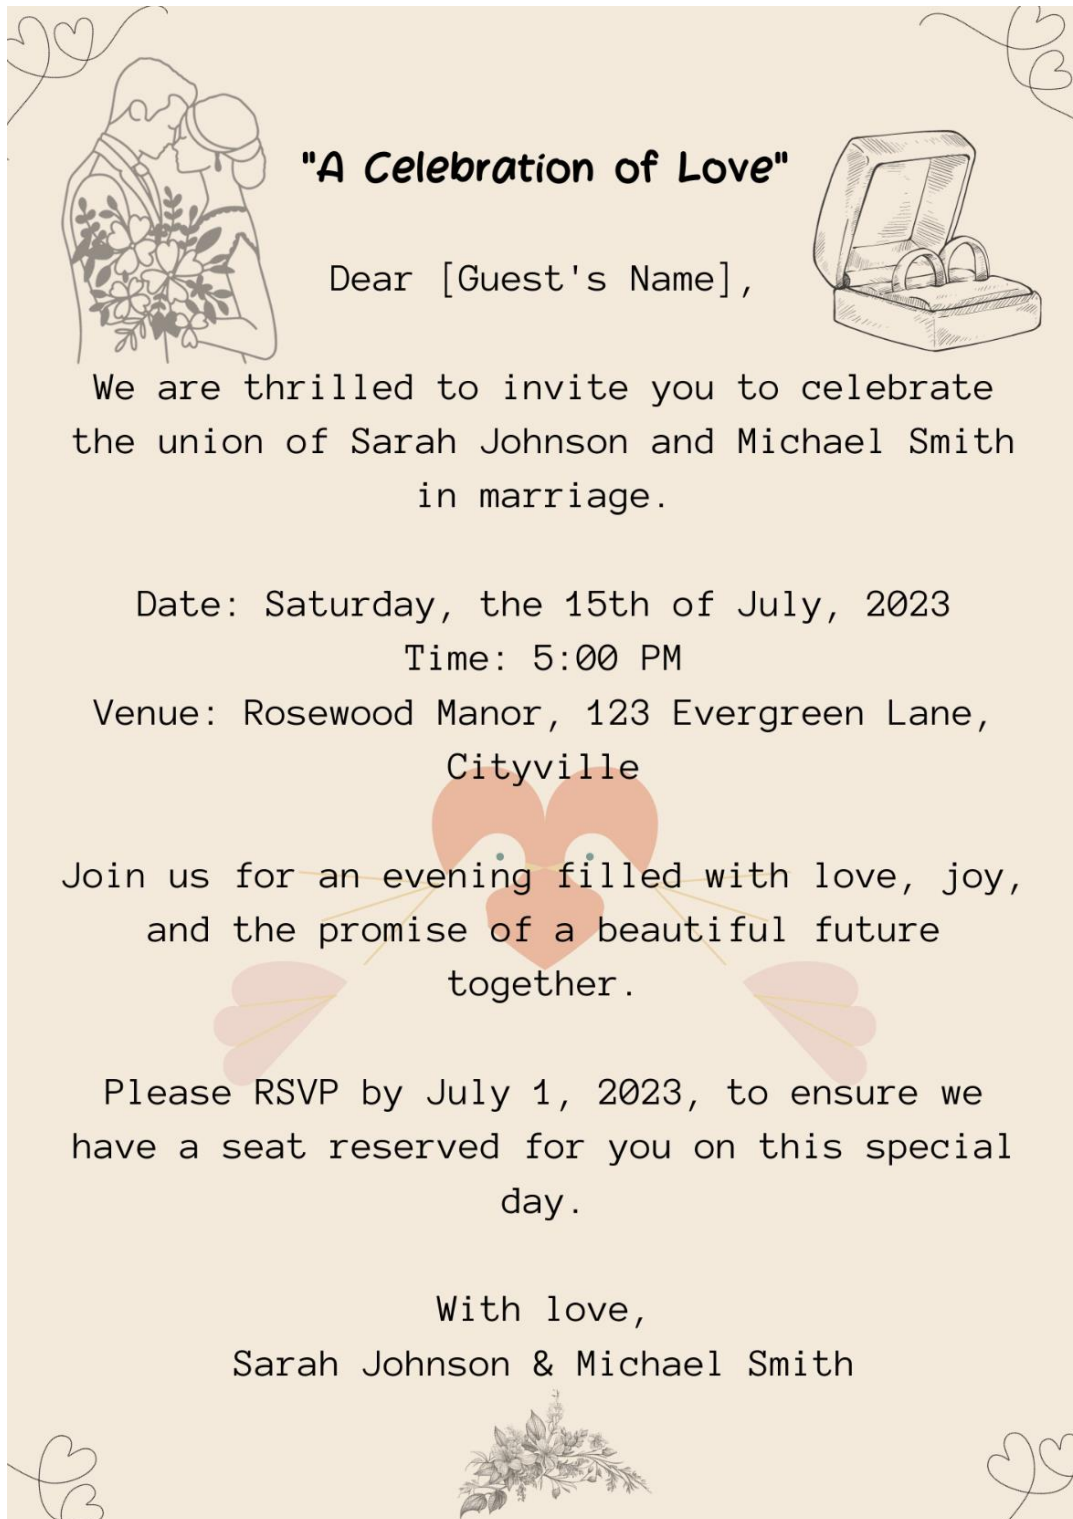 "A Celebration of Love"
Dear [Guest's Name],
We are thrilled to invite you to celebrate
the union of Sarah Johnson and Michael Smith
in marriage.
Date: Saturday, the 15th of July, 2023
Time: 5:00 PM
Venue: Rosewood Manor, 123 Evergreen Lane,
Cityville
Join us for an evening filled with love, joy,
and the promise of a beautiful future
together.
Please RSVP by July 1, 2023, to ensure we
have a seat reserved for you on this special
day.
With love,
Sarah Johnson & Michael Smith